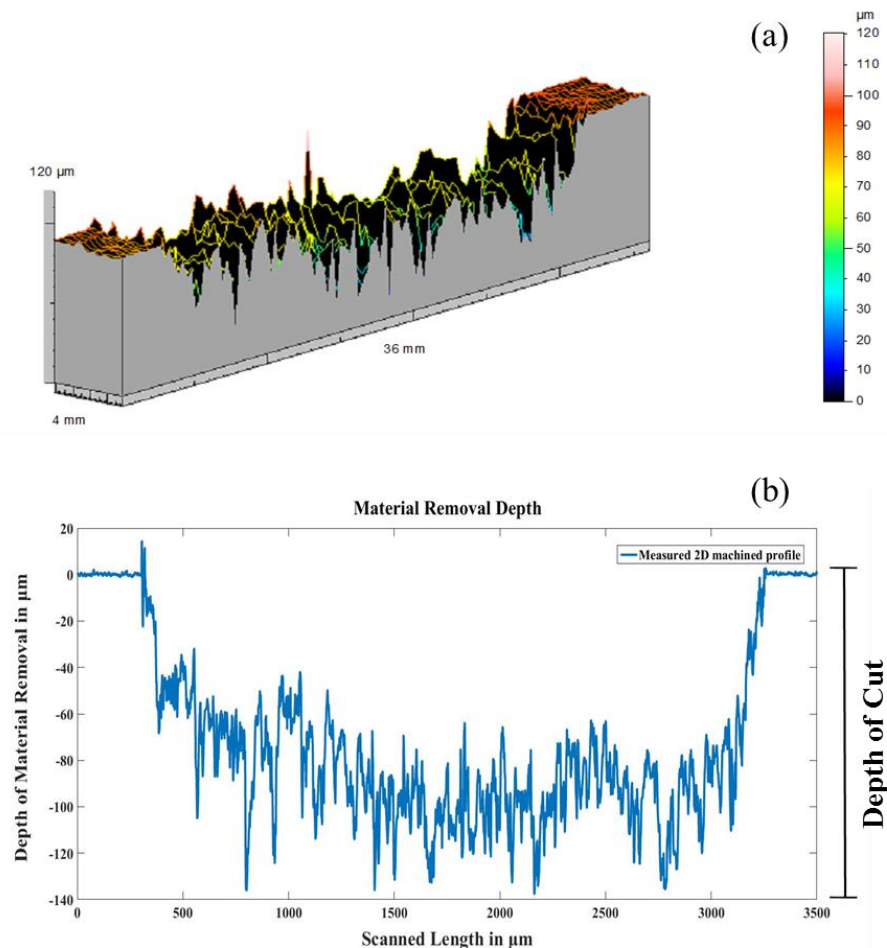 (a)
µm
120
110
100
90
80
70
60
50
40
30
20
10
0
120 µm
36 mm
4 mm
(b)
Material Removal Depth
Measured 2D machined profile
20
0
-20
-40
-60
-80
-100
-120
-140
Depth of Material Removal in µm
0 500 1000 1500 2000 2500 3000 3500
Scanned Length in µm
Depth of Cut